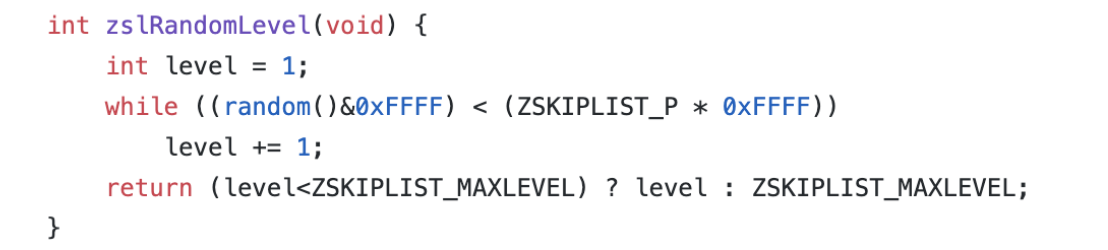 int zslRandomLevel(void) {
    int level = 1;
    while ((random()&0xFFFF) < (ZSKIPLIST_P * 0xFFFF))
        level += 1;
    return (level<ZSKIPLIST_MAXLEVEL) ? level : ZSKIPLIST_MAXLEVEL;
}